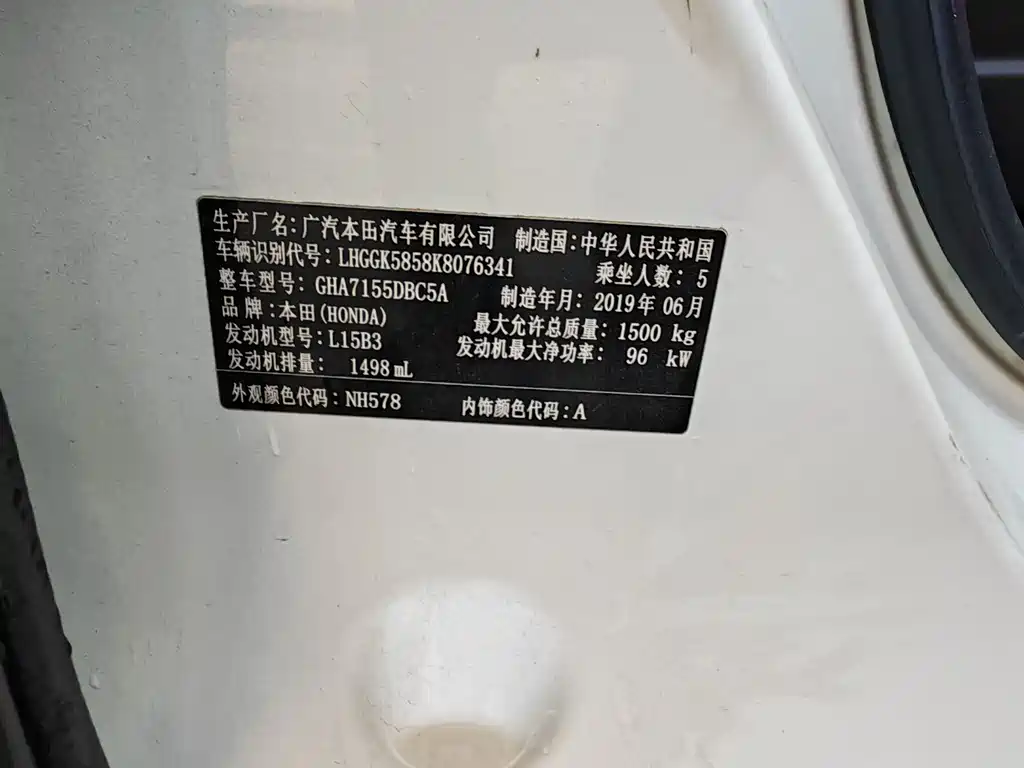 生产厂名:广汽本田汽车有限公司 制造国:中华人民共和国
车辆识别代号:LHGGK5858K8076341 乘坐人数: 5
整车型号:GHA7155DBC5A 制造年月: 2019年 06月
品牌:本田(HONDA) 最大允许总质量: 1500 kg
发动机型号:L15B3 发动机最大净功率: 96 kW
发动机排量: 1498 mL
外观颜色代码:NH578 内饰颜色代码:A